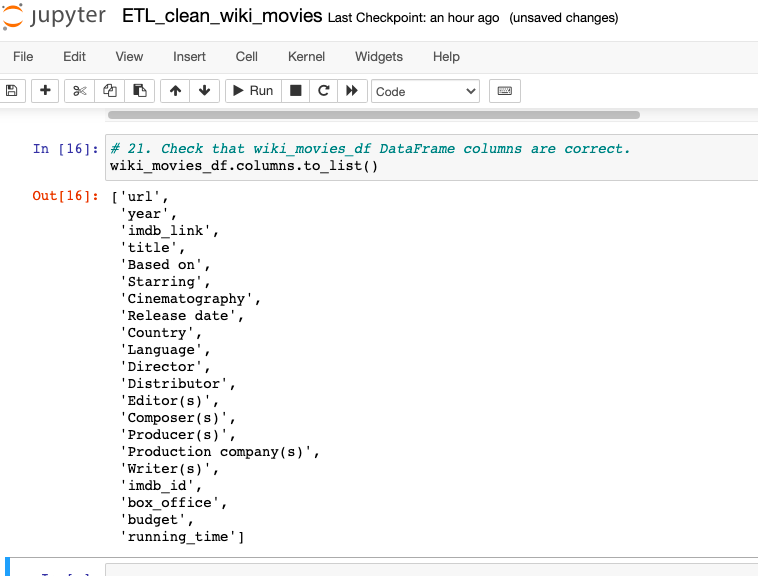 jupyter ETL_clean_wiki_movies Last Checkpoint: an hour ago (unsaved changes)
File Edit View Insert Cell Kernel Widgets Help
Run Code
In [16]: # 21. Check that wiki_movies_df DataFrame columns are correct.
wiki_movies_df.columns.to_list()
Out[16]: ['url',
'year',
'imdb_link',
'title',
'Based on',
'Starring',
'Cinematography',
'Release date',
'Country',
'Language',
'Director',
'Distributor',
'Editor(s)',
'Composer(s)',
'Producer(s)',
'Production company(s)',
'Writer(s)',
'imdb_id',
'box_office',
'budget',
'running_time']